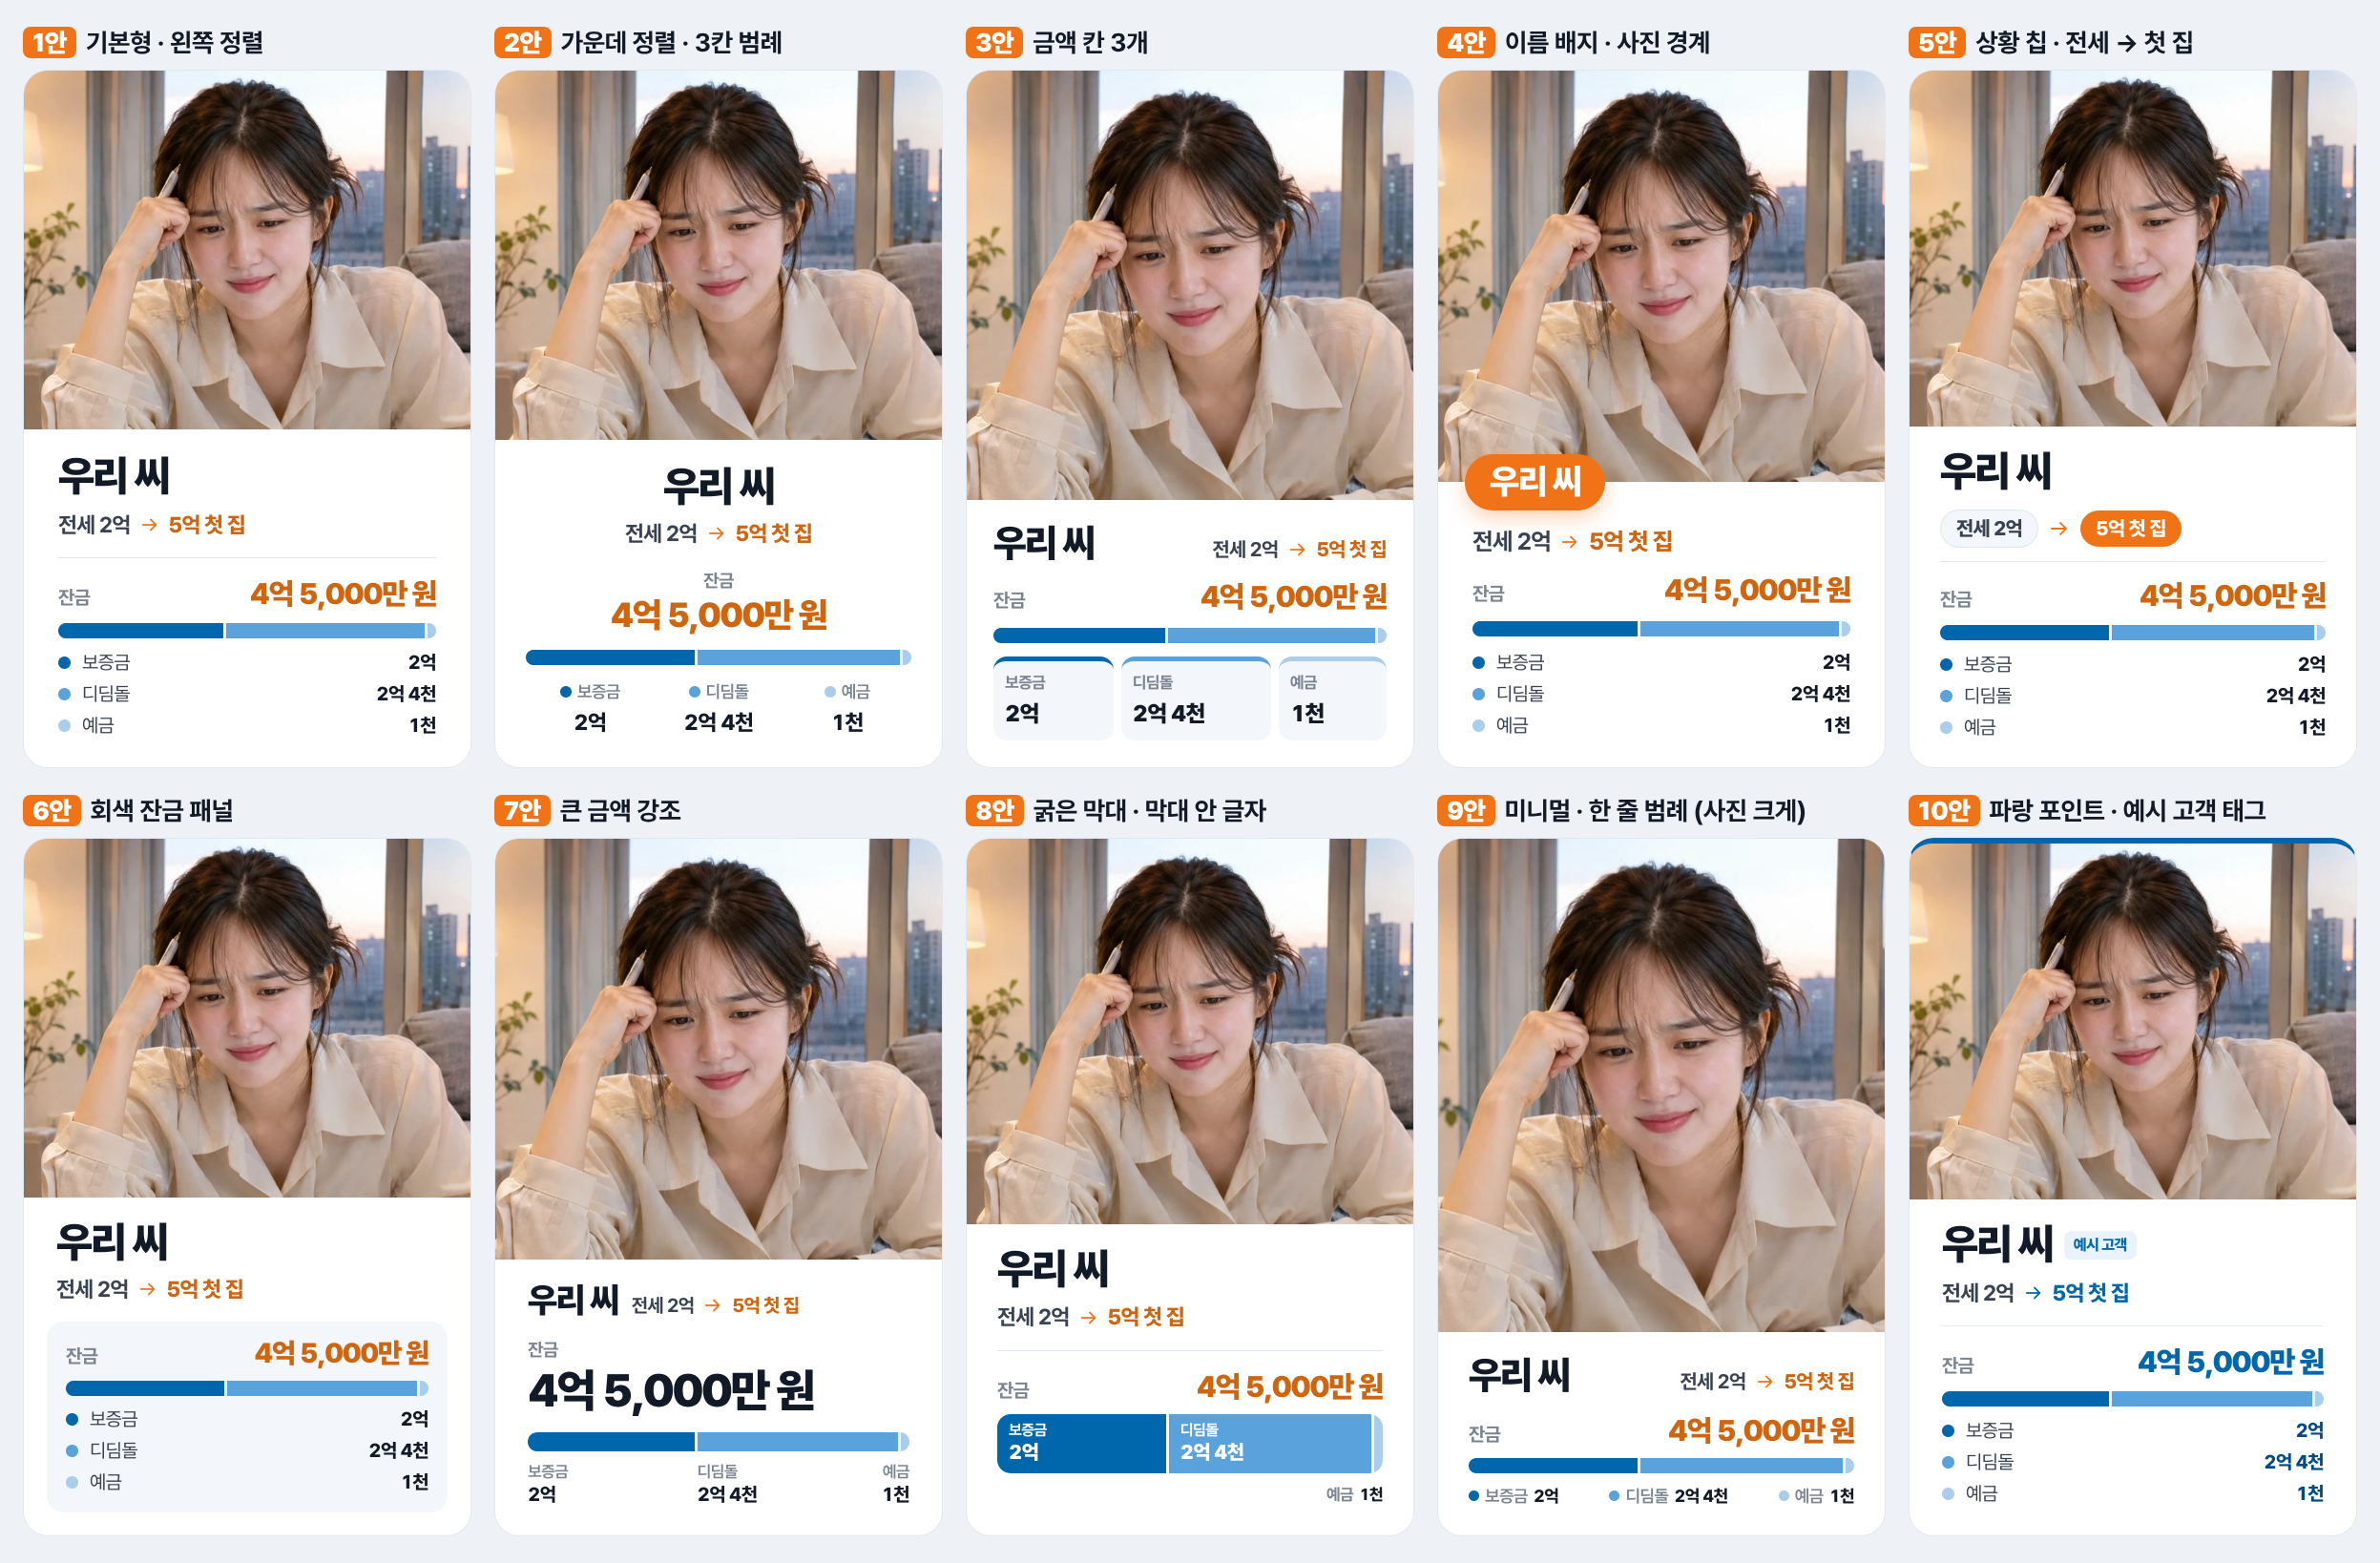 1안 기본형 · 왼쪽 정렬
우리 씨
전세 2억 → 5억 첫 집
잔금 4억 5,000만 원
보증금 2억
디딤돌 2억 4천
예금 1천
2안 가운데 정렬 · 3칸 범례
우리 씨
전세 2억 → 5억 첫 집
잔금
4억 5,000만 원
보증금 디딤돌 예금
2억 2억 4천 1천
3안 금액 칸 3개
우리 씨 전세 2억 → 5억 첫 집
잔금 4억 5,000만 원
보증금 디딤돌 예금
2억 2억 4천 1천
4안 이름 배지 · 사진 경계
우리 씨
전세 2억 → 5억 첫 집
잔금 4억 5,000만 원
보증금 2억
디딤돌 2억 4천
예금 1천
5안 상황 칩 · 전세 → 첫 집
우리 씨
전세 2억 → 5억 첫 집
잔금 4억 5,000만 원
보증금 2억
디딤돌 2억 4천
예금 1천
6안 회색 잔금 패널
우리 씨
전세 2억 → 5억 첫 집
잔금 4억 5,000만 원
보증금 2억
디딤돌 2억 4천
예금 1천
7안 큰 금액 강조
우리 씨 전세 2억 → 5억 첫 집
잔금
4억 5,000만 원
보증금 디딤돌 예금
2억 2억 4천 1천
8안 굵은 막대 · 막대 안 글자
우리 씨
전세 2억 → 5억 첫 집
잔금 4억 5,000만 원
보증금 디딤돌
2억 2억 4천
예금 1천
9안 미니멀 · 한 줄 범례 (사진 크게)
우리 씨 전세 2억 → 5억 첫 집
잔금 4억 5,000만 원
보증금 2억 디딤돌 2억 4천 예금 1천
10안 파랑 포인트 · 예시 고객 태그
우리 씨 예시 고객
전세 2억 → 5억 첫 집
잔금 4억 5,000만 원
보증금 2억
디딤돌 2억 4천
예금 1천